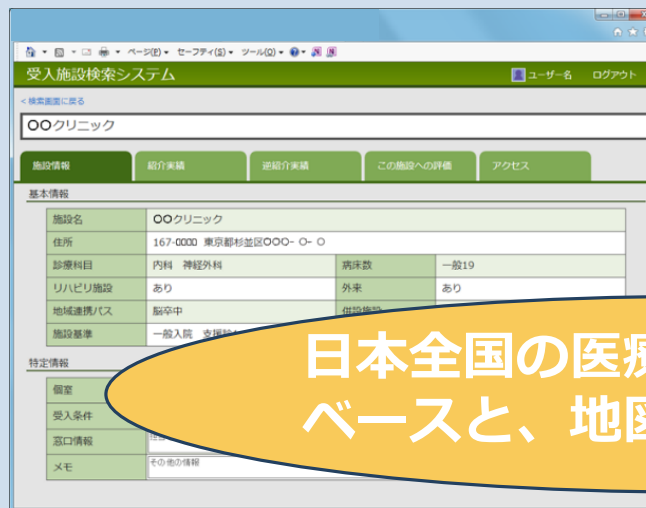 ページ(P) ▾ セーフティ(S) ▾ ツール(O) ▾
受入施設検索システム ユーザー名 ログアウト
< 検索画面に戻る
〇〇クリニック
施設情報 紹介実績 逆紹介実績 この施設への評価 アクセス
基本情報
施設名 〇〇クリニック
住所 167-0000 東京都杉並区〇〇〇- 〇- 〇
診療科目 内科 神経外科 病床数 一般19
リハビリ施設 あり 外来 あり
地域連携パス 脳卒中 併設施設
施設基準 一般入院
日本全国の医療
ベースと、地図
特定情報
個室
受入条件
窓口情報
メモ その他の情報